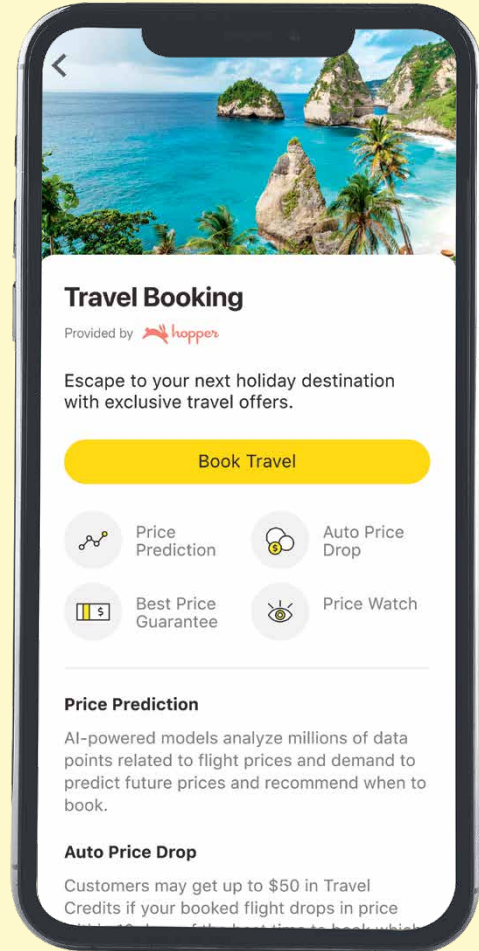 Travel Booking
Provided by hopper
Escape to your next holiday destination
with exclusive travel offers.
Book Travel
Price
Prediction
Auto Price
Drop
$
Best Price
Guarantee
$
Price Watch
Price Prediction
AI-powered models analyze millions of data
points related to flight prices and demand to
predict future prices and recommend when to
book.
Auto Price Drop
Customers may get up to $50 in Travel
Credits if your booked flight drops in price